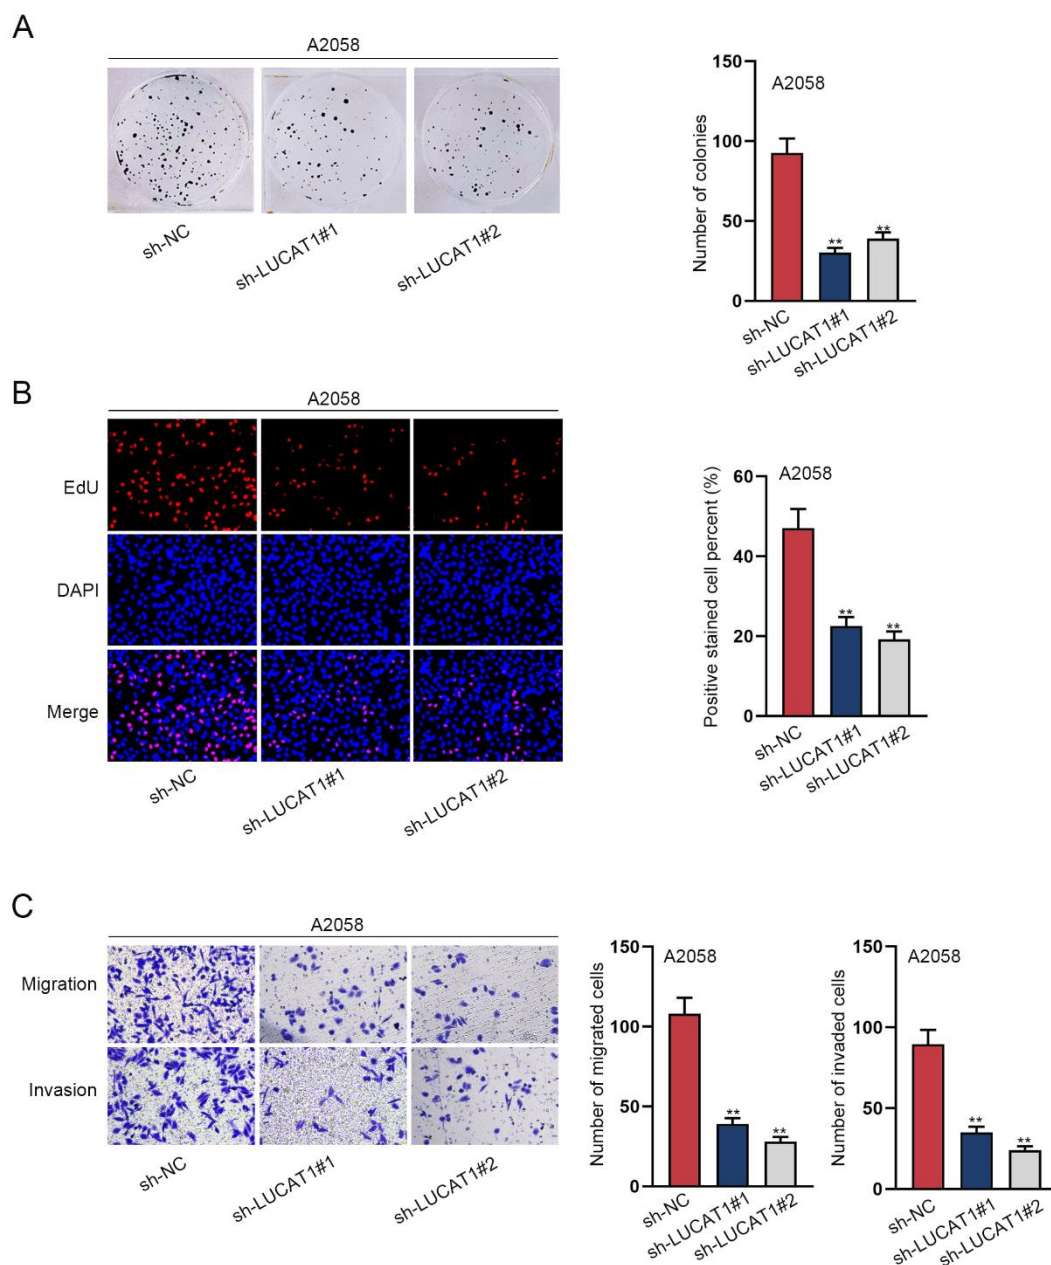 A
A2058
sh-NC
sh-LUCAT1#1
sh-LUCAT1#2
Number of colonies
150
100
50
0
A2058
**
**
sh-NC
sh-LUCAT1#1
sh-LUCAT1#2
B
A2058
EdU
DAPI
Merge
sh-NC
sh-LUCAT1#1
sh-LUCAT1#2
Positive stained cell percent (%)
60
40
20
0
A2058
**
**
sh-NC
sh-LUCAT1#1
sh-LUCAT1#2
C
A2058
Migration
Invasion
sh-NC
sh-LUCAT1#1
sh-LUCAT1#2
Number of migrated cells
150
100
50
0
A2058
**
**
sh-NC
sh-LUCAT1#1
sh-LUCAT1#2
Number of invaded cells
150
100
50
0
A2058
**
**
sh-NC
sh-LUCAT1#1
sh-LUCAT1#2